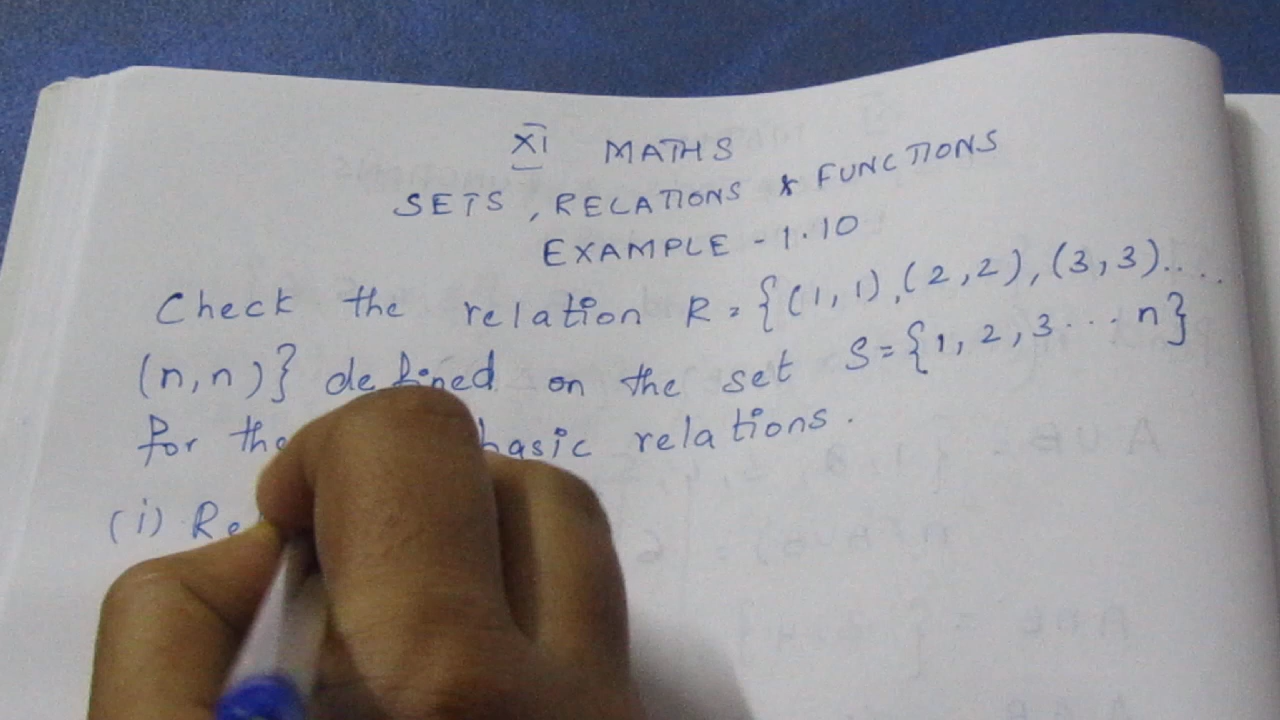 XI MATHS
SETS, RELATIONS & FUNCTIONS
EXAMPLE - 1.10
Check the relation R = {(1,1), (2,2), (3,3)....
(n,n)} defined on the set S = {1, 2, 3... n}
for the basic relations.
(i) Re